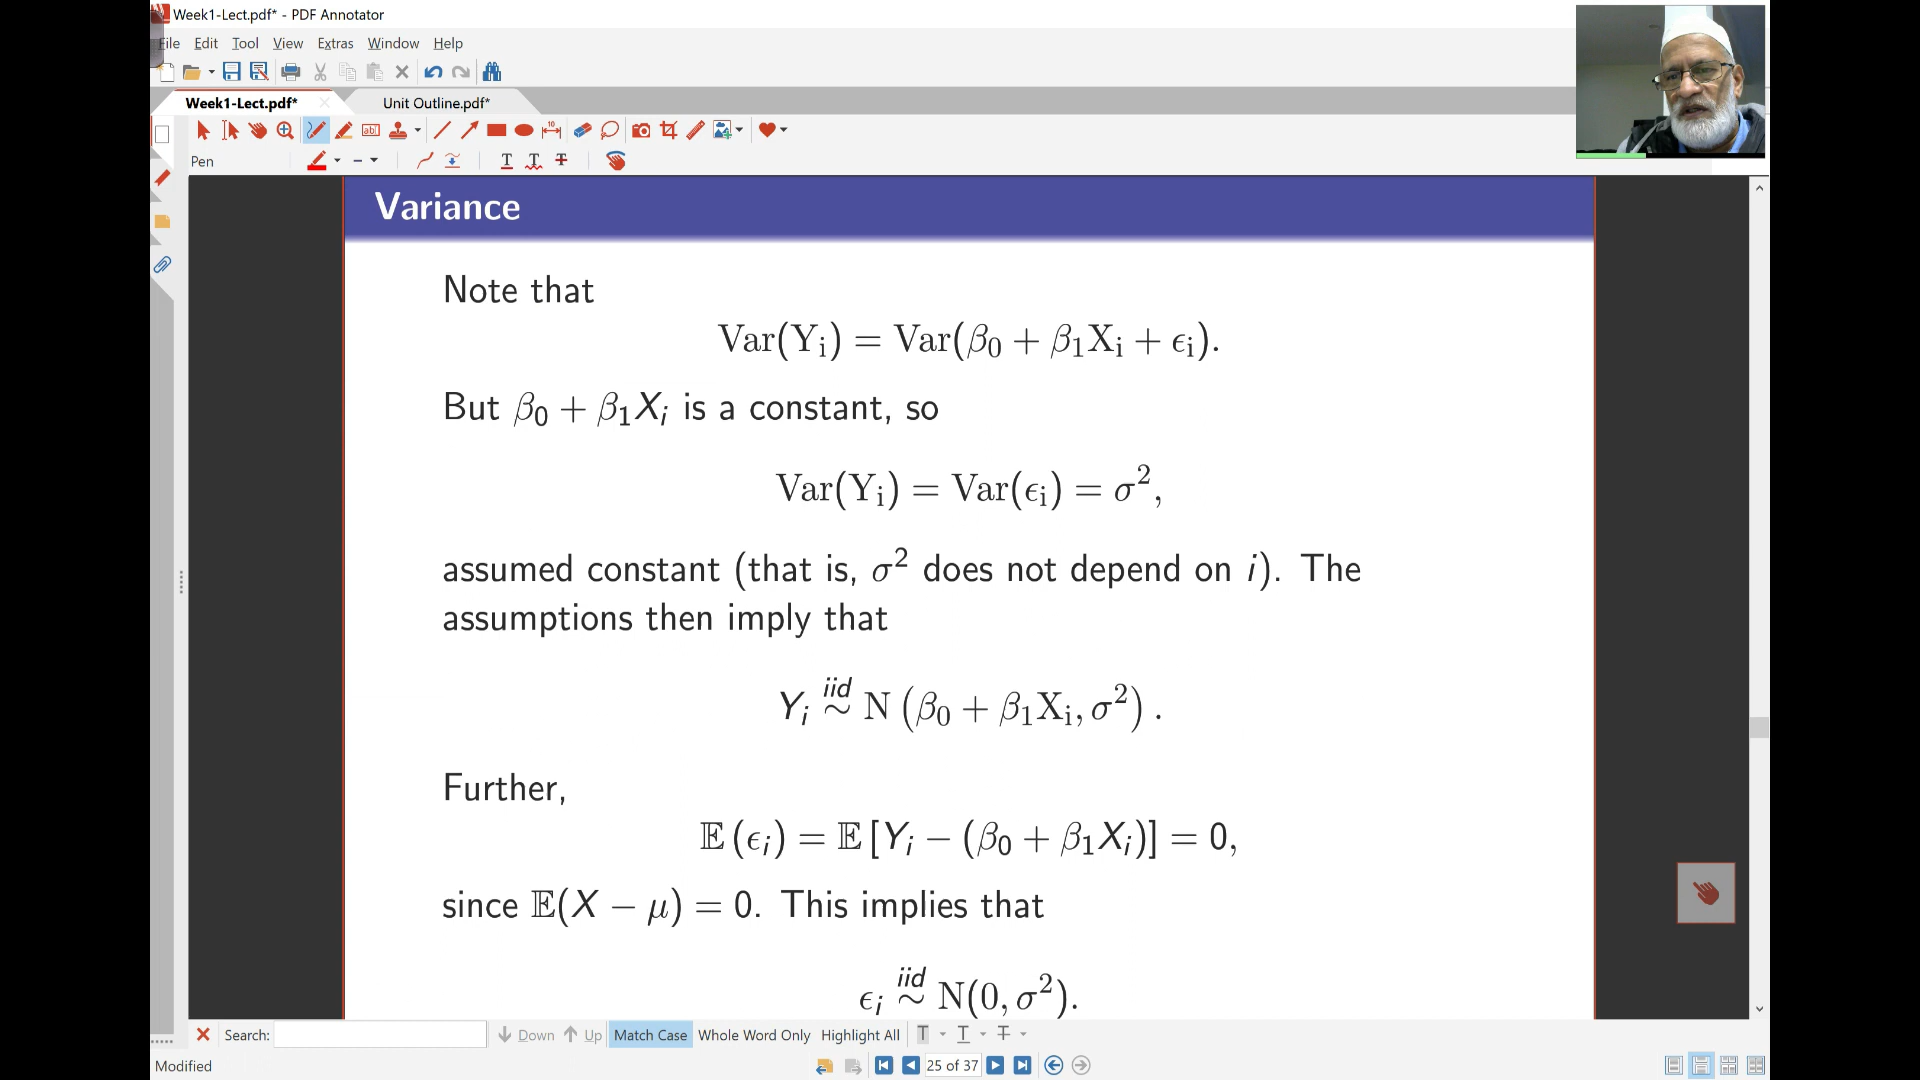 Week1-Lect.pdf* - PDF Annotator
File Edit Tool View Extras Window Help
Week1-Lect.pdf* Unit Outline.pdf*
Pen
Variance
Note that
Var(Yᵢ) = Var(β₀ + β₁Xᵢ + ϵᵢ).
But β₀ + β₁Xᵢ is a constant, so
Var(Yᵢ) = Var(ϵᵢ) = σ²,
assumed constant (that is, σ² does not depend on i). The
assumptions then imply that
Yᵢ iid ~ N (β₀ + β₁Xᵢ, σ²) .
Further,
𝔼 (ϵᵢ) = 𝔼 [Yᵢ − (β₀ + β₁Xᵢ)] = 0,
since 𝔼(X − μ) = 0. This implies that
ϵᵢ iid ~ N(0, σ²).
Search: Down Up Match Case Whole Word Only Highlight All T T T
Modified 25 of 37